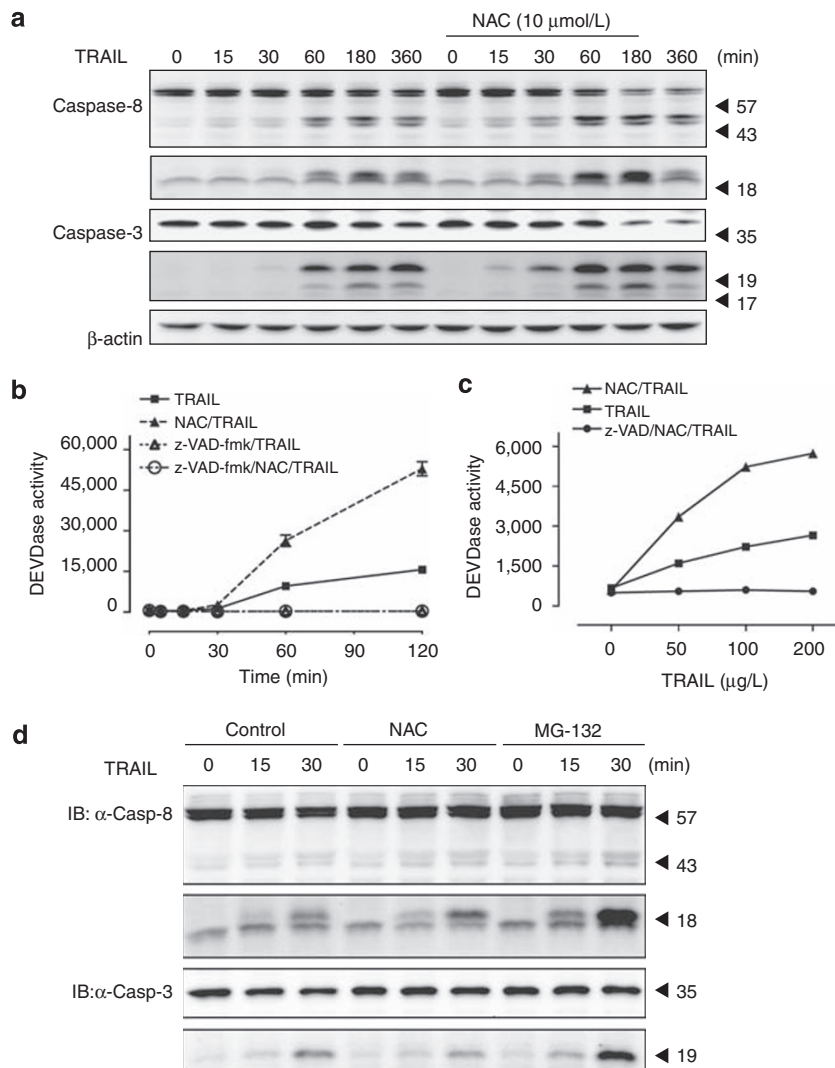 a
NAC (10 μmol/L)
TRAIL 0 15 30 60 180 360 0 15 30 60 180 360 (min)
Caspase-8
57
43
18
Caspase-3
35
19
17
β-actin
b
TRAIL
NAC/TRAIL
z-VAD-fmk/TRAIL
z-VAD-fmk/NAC/TRAIL
DEVDase activity
60,000
45,000
30,000
15,000
0
0 30 60 90 120
Time (min)
c
NAC/TRAIL
TRAIL
z-VAD/NAC/TRAIL
DEVDase activity
6,000
4,500
3,000
1,500
0
0 50 100 200
TRAIL (μg/L)
d
Control NAC MG-132
TRAIL 0 15 30 0 15 30 0 15 30 (min)
IB: α-Casp-8
57
43
18
IB:α-Casp-3
35
19